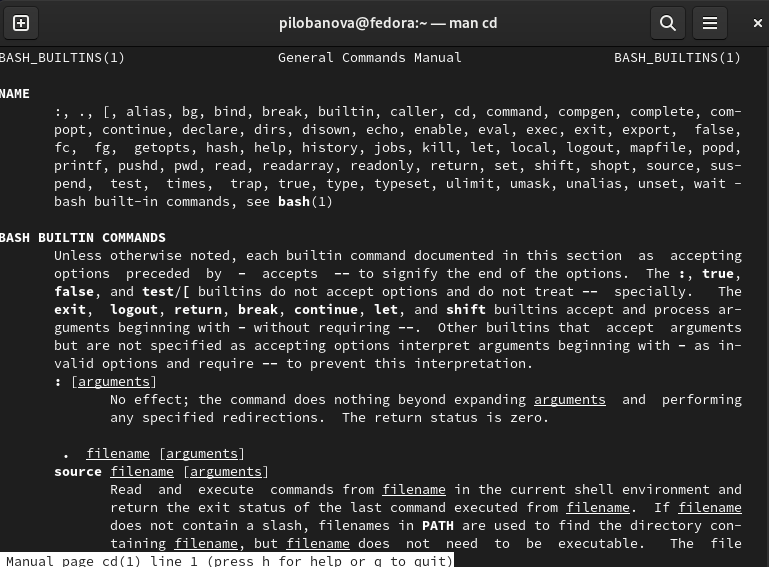 pilobanova@fedora:~ — man cd
BASH_BUILTINS(1) General Commands Manual BASH_BUILTINS(1)
NAME
:, ., [, alias, bg, bind, break, builtin, caller, cd, command, compgen, complete, com-
popt, continue, declare, dirs, disown, echo, enable, eval, exec, exit, export, false,
fc, fg, getopts, hash, help, history, jobs, kill, let, local, logout, mapfile, popd,
printf, pushd, pwd, read, readarray, readonly, return, set, shift, shopt, source, sus-
pend, test, times, trap, true, type, typeset, ulimit, umask, unalias, unset, wait -
bash built-in commands, see bash(1)
BASH BUILTIN COMMANDS
Unless otherwise noted, each builtin command documented in this section as accepting
options preceded by - accepts -- to signify the end of the options. The :, true,
false, and test/[ builtins do not accept options and do not treat -- specially. The
exit, logout, return, break, continue, let, and shift builtins accept and process ar-
guments beginning with - without requiring --. Other builtins that accept arguments
but are not specified as accepting options interpret arguments beginning with - as in-
valid options and require -- to prevent this interpretation.
: [arguments]
No effect; the command does nothing beyond expanding arguments and performing
any specified redirections. The return status is zero.
. filename [arguments]
source filename [arguments]
Read and execute commands from filename in the current shell environment and
return the exit status of the last command executed from filename. If filename
does not contain a slash, filenames in PATH are used to find the directory con-
taining filename, but filename does not need to be executable. The file
Manual page cd(1) line 1 (press h for help or q to quit)